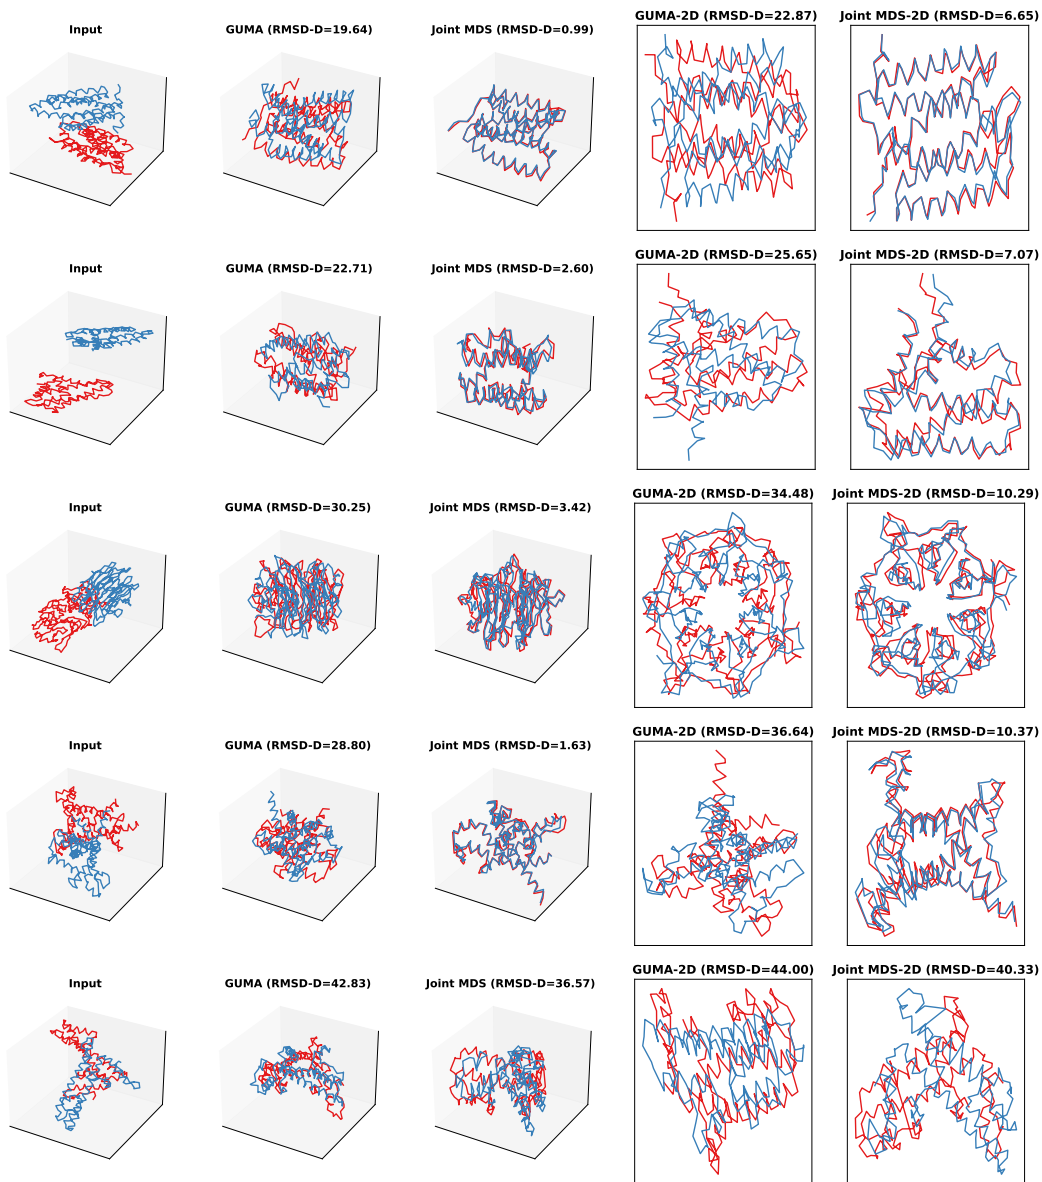 Input
GUMA (RMSD-D=19.64)
Joint MDS (RMSD-D=0.99)
GUMA-2D (RMSD-D=22.87)
Joint MDS-2D (RMSD-D=6.65)
Input
GUMA (RMSD-D=22.71)
Joint MDS (RMSD-D=2.60)
GUMA-2D (RMSD-D=25.65)
Joint MDS-2D (RMSD-D=7.07)
Input
GUMA (RMSD-D=30.25)
Joint MDS (RMSD-D=3.42)
GUMA-2D (RMSD-D=34.48)
Joint MDS-2D (RMSD-D=10.29)
Input
GUMA (RMSD-D=28.80)
Joint MDS (RMSD-D=1.63)
GUMA-2D (RMSD-D=36.64)
Joint MDS-2D (RMSD-D=10.37)
Input
GUMA (RMSD-D=42.83)
Joint MDS (RMSD-D=36.57)
GUMA-2D (RMSD-D=44.00)
Joint MDS-2D (RMSD-D=40.33)